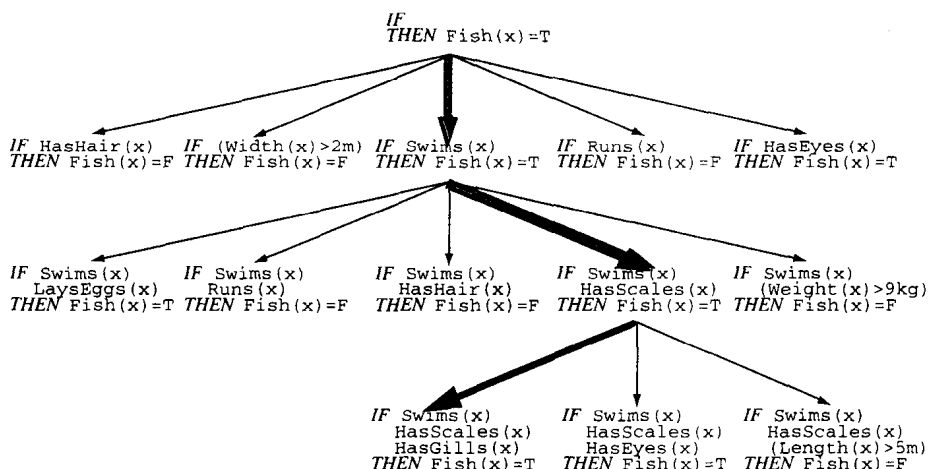 IF
THEN Fish(x)=T
IF HasHair(x)
THEN Fish(x)=F
IF (Width(x)>2m)
THEN Fish(x)=F
IF Swims(x)
THEN Fish(x)=T
IF Runs(x)
THEN Fish(x)=F
IF HasEyes(x)
THEN Fish(x)=T
IF Swims(x)
LaysEggs(x)
THEN Fish(x)=T
IF Swims(x)
Runs(x)
THEN Fish(x)=F
IF Swims(x)
HasHair(x)
THEN Fish(x)=F
IF Swims(x)
HasScales(x)
THEN Fish(x)=T
IF Swims(x)
(Weight(x)>9kg)
THEN Fish(x)=F
IF Swims(x)
HasScales(x)
HasGills(x)
THEN Fish(x)=T
IF Swims(x)
HasScales(x)
HasEyes(x)
THEN Fish(x)=T
IF Swims(x)
HasScales(x)
(Length(x)>5m)
THEN Fish(x)=F